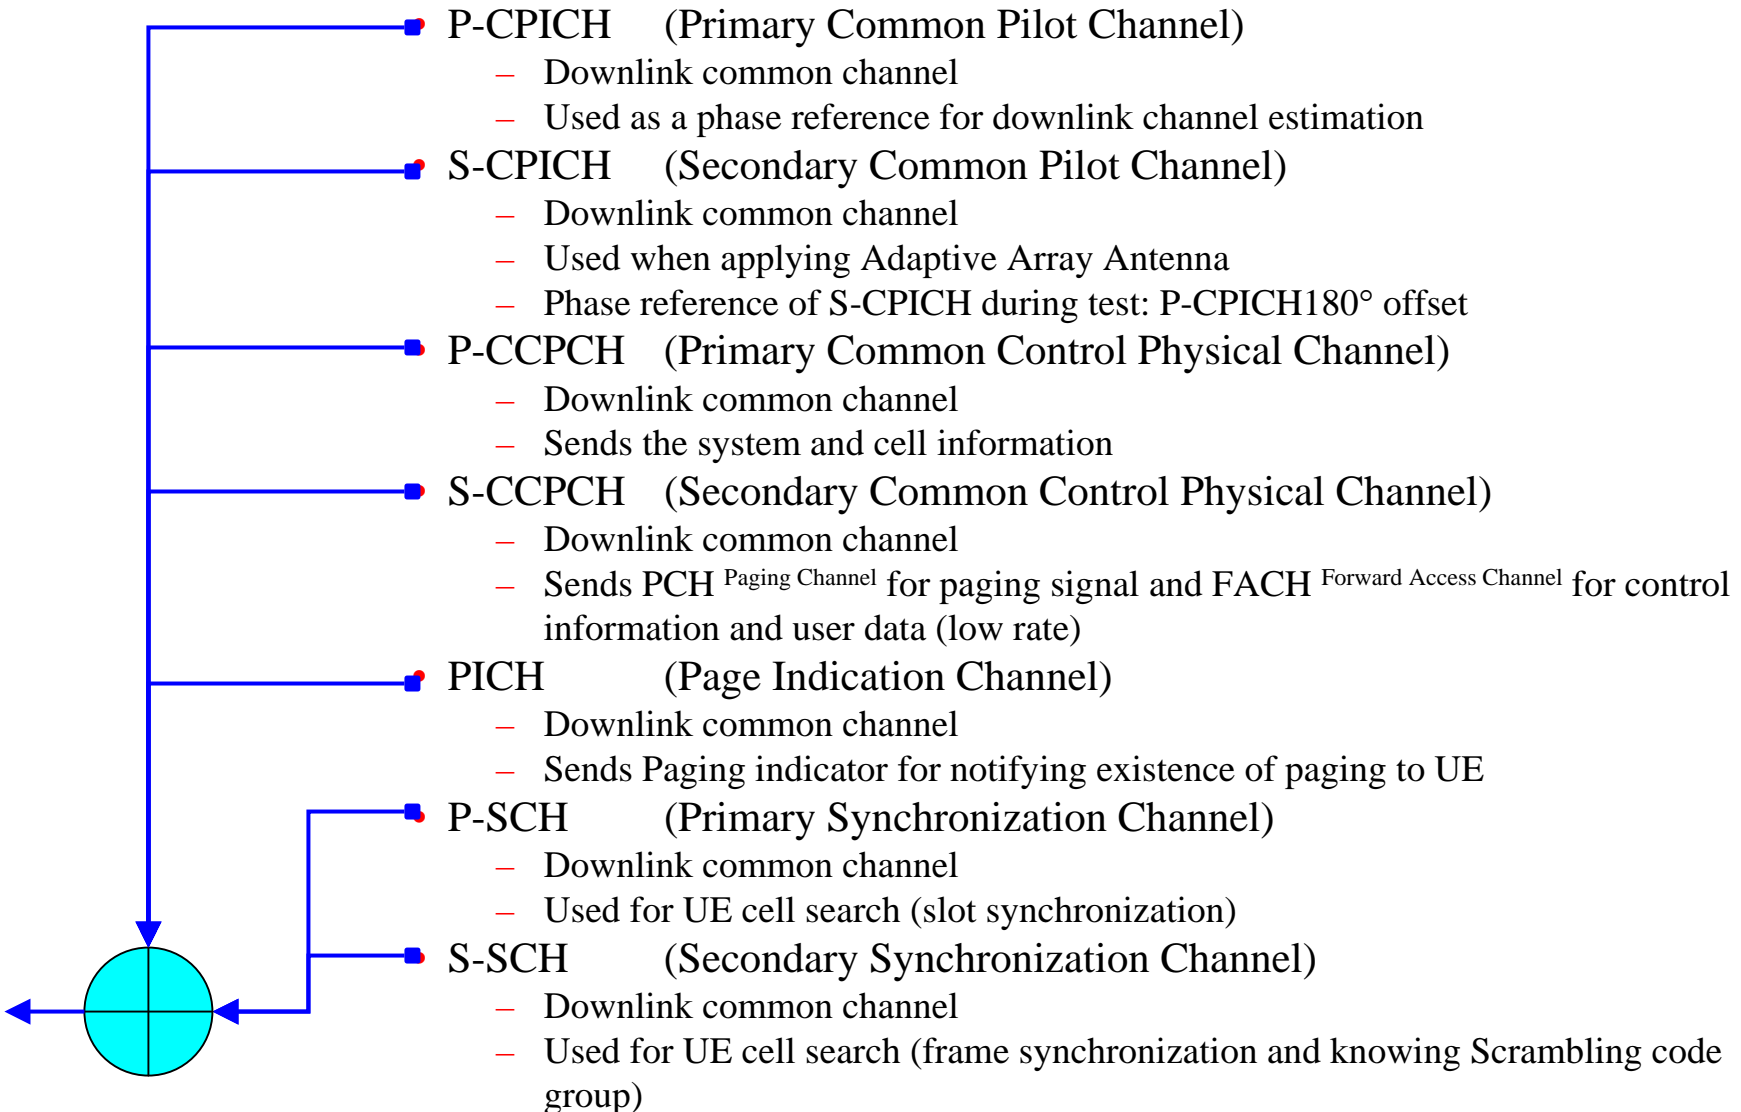 P-CPICH (Primary Common Pilot Channel)
– Downlink common channel
– Used as a phase reference for downlink channel estimation
S-CPICH (Secondary Common Pilot Channel)
– Downlink common channel
– Used when applying Adaptive Array Antenna
– Phase reference of S-CPICH during test: P-CPICH180° offset
P-CCPCH (Primary Common Control Physical Channel)
– Downlink common channel
– Sends the system and cell information
S-CCPCH (Secondary Common Control Physical Channel)
– Downlink common channel
– Sends PCH Paging Channel for paging signal and FACH Forward Access Channel for control
information and user data (low rate)
PICH (Page Indication Channel)
– Downlink common channel
– Sends Paging indicator for notifying existence of paging to UE
P-SCH (Primary Synchronization Channel)
– Downlink common channel
– Used for UE cell search (slot synchronization)
S-SCH (Secondary Synchronization Channel)
– Downlink common channel
– Used for UE cell search (frame synchronization and knowing Scrambling code
group)